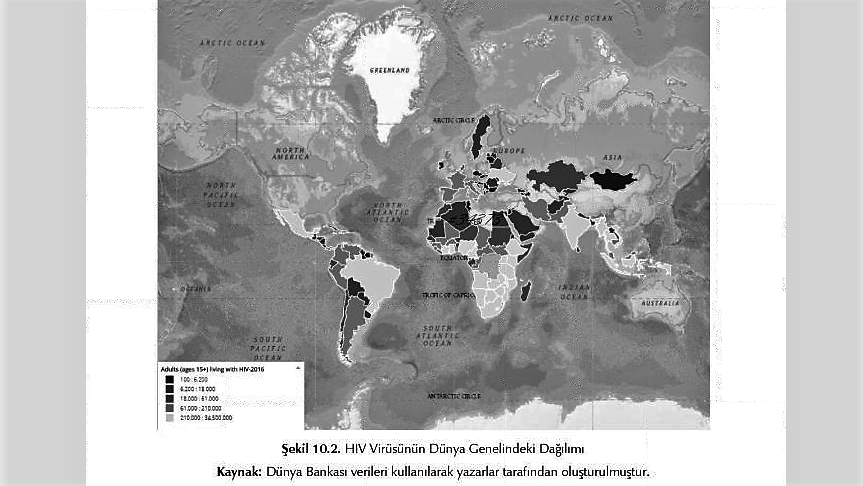 ARCTIC OCEAN
ARCTIC OCEAN
GREENLAND
ARCTIC CIRCLE
NORTH
AMERICA
EUROPE
ASIA
NORTH
PACIFIC
OCEAN
NORTH
ATLANTIC
OCEAN
EQUATOR
OCEANIA
TROPIC OF CAPRIC
INDIAN
OCEAN
AUSTRALIA
SOUTH
PACIFIC
OCEAN
SOUTH
ATLANTIC
OCEAN
ANTARCTIC CIRCLE
Adults (ages 15+) living with HIV-2016
100 : 6.200
6.200 : 18.000
18.000 : 61.000
61.000 : 210.000
210.000 : 36.500.000
Şekil 10.2. HIV Virüsünün Dünya Genelindeki Dağılımı
Kaynak: Dünya Bankası verileri kullanılarak yazarlar tarafından oluşturulmuştur.